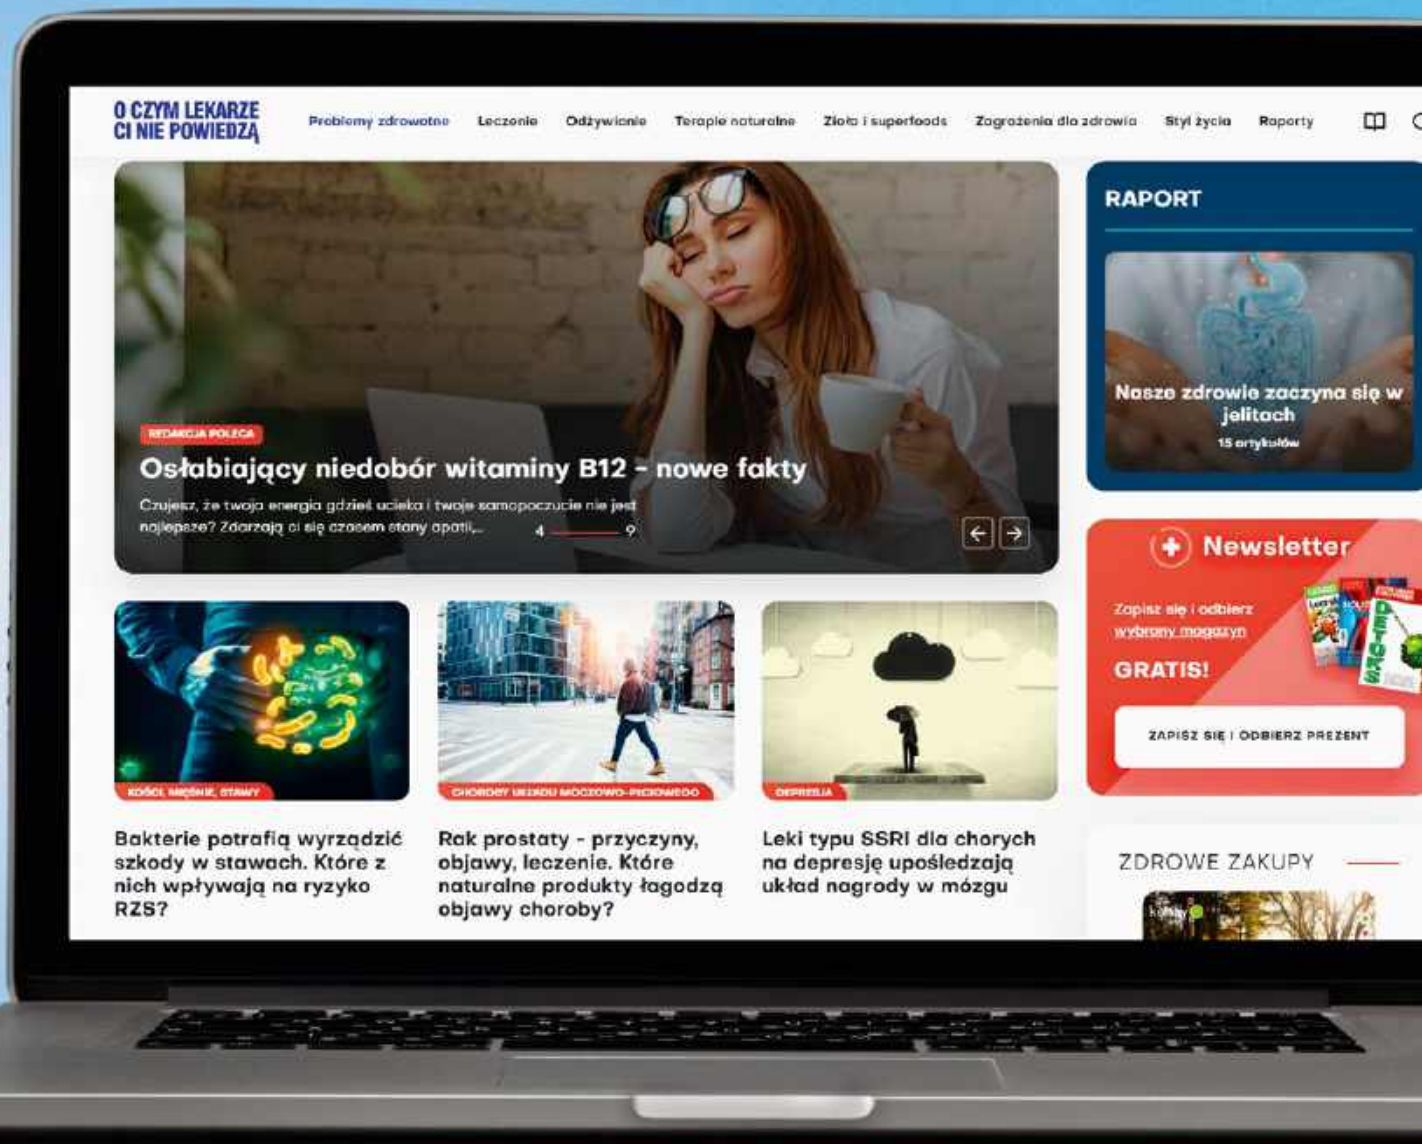 O CZYM LEKARZE
CI NIE POWIEDZĄ
Problemy zdrowotne Leczenie Odżywianie Terapie naturalne Zioła i superfoods Zagrożenia dla zdrowia Styl życia Raporty
REDAKCJA POLECA
Osłabiający niedobór witaminy B12 - nowe fakty
Czujesz, że twoja energia gdzieś ucieka i twoje samopoczucie nie jest
najlepsze? Zdarzają ci się czasem stany apatii,...
4 9
RAPORT
Nasze zdrowie zaczyna się w
jelitach
15 artykułów
Newsletter
Zapisz się i odbierz
wybrany magazyn
GRATIS!
DETOKS
ZAPISZ SIĘ I ODBIERZ PREZENT
KOŚCI, MIĘŚNIE, STAWY
Bakterie potrafią wyrządzić
szkody w stawach. Które z
nich wpływają na ryzyko
RZS?
CHOROBY UKŁADU MOCZOWO-PŁCIOWEGO
Rak prostaty - przyczyny,
objawy, leczenie. Które
naturalne produkty łagodzą
objawy choroby?
DEPRESJA
Leki typu SSRI dla chorych
na depresję upośledzają
układ nagrody w mózgu
ZDROWE ZAKUPY